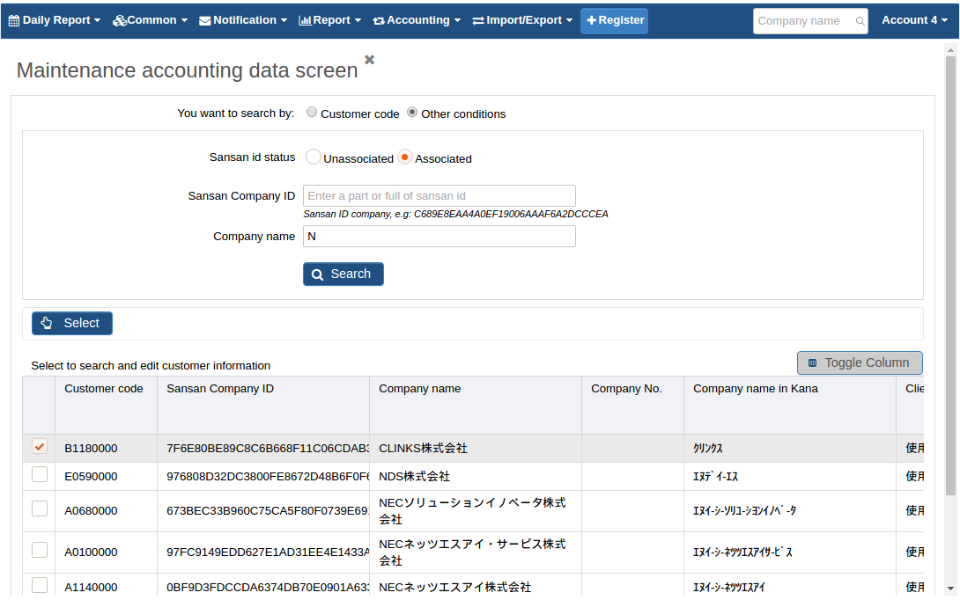 Daily Report Common Notification Report Accounting Import/Export Register Company name Account 4
Maintenance accounting data screen
You want to search by: Customer code Other conditions
Sansan id status Unassociated Associated
Sansan Company ID Enter a part or full of sansan id
Sansan ID company, e.g: C689E8EAA4A0EF19006AAAF6A2DCCCEA
Company name N
Search
Select
Select to search and edit customer information Toggle Column
Customer code Sansan Company ID Company name Company No. Company name in Kana Clie
B1180000 7F6E80BE89C8C6B668F11C06CDAB3 CLINKS株式会社 ｸﾘﾝｸｽ 使用
E0590000 976808D32DC3800FE8672D48B6F0F6 NDS株式会社 ｴﾇﾃﾞｲｰｴｽ 使用
A0680000 673BEC33B960C75CA5F80F0739E69 NECソリューションイノベータ株式
会社 ｴﾇｲｰｼｰｿﾘﾕｰｼﾖﾝｲﾉﾍﾞｰﾀ 使用
A0100000 97FC9149EDD627E1AD31EE4E1433A NECネッツエスアイ・サービス株式
会社 ｴﾇｲｰｼｰﾈﾂﾂｴｽｱｲｻｰﾋﾞｽ 使用
A1140000 0BF9D3FDCCDA6374DB70E0901A633 NECネッツエスアイ株式会社 ｴﾇｲｰｼｰﾈﾂﾂｴｽｱｲ 使用